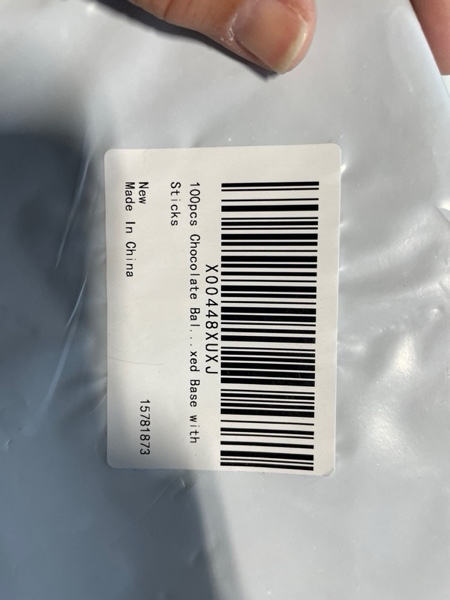 X00448XUXJ
100pcs Chocolate Bal...xed Base with
Sticks
New
Made In China
15781873